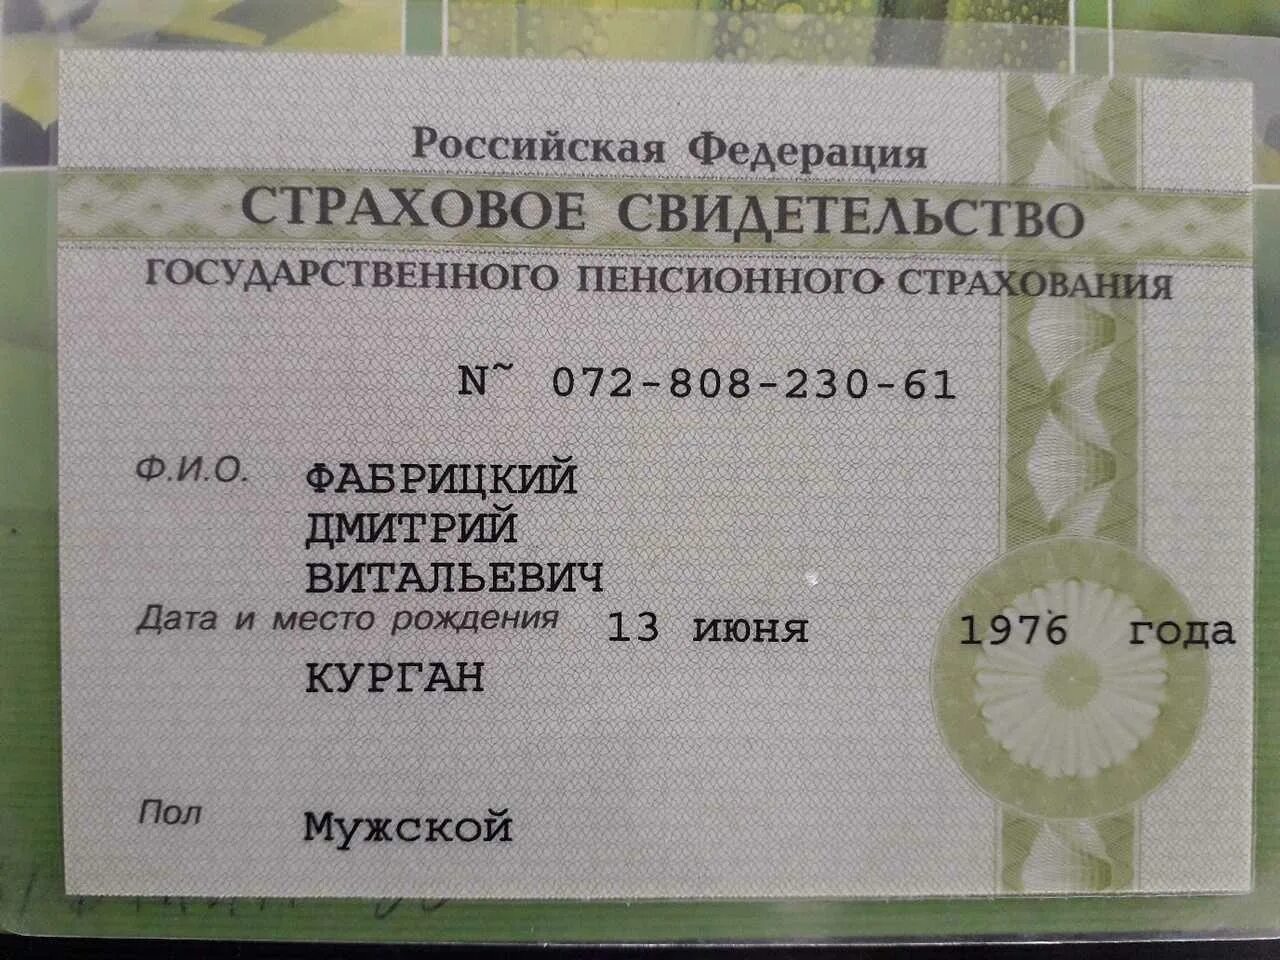 Российская Федерация
СТРАХОВОЕ СВИДЕТЕЛЬСТВО
ГОСУДАРСТВЕННОГО ПЕНСИОННОГО СТРАХОВАНИЯ
N~ 072-808-230-61
Ф.И.О. ФАБРИЦКИЙ
ДМИТРИЙ
ВИТАЛЬЕВИЧ
Дата и место рождения 13 июня 1976 года
КУРГАН
Пол Мужской